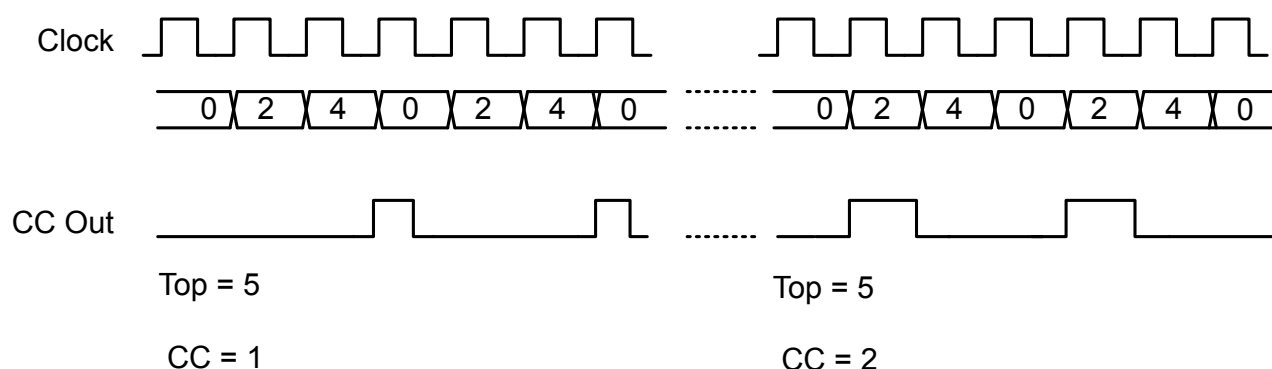 Clock
0 2 4 0 2 4 0 0 2 4 0 2 4 0
CC Out
Top = 5 Top = 5
CC = 1 CC = 2